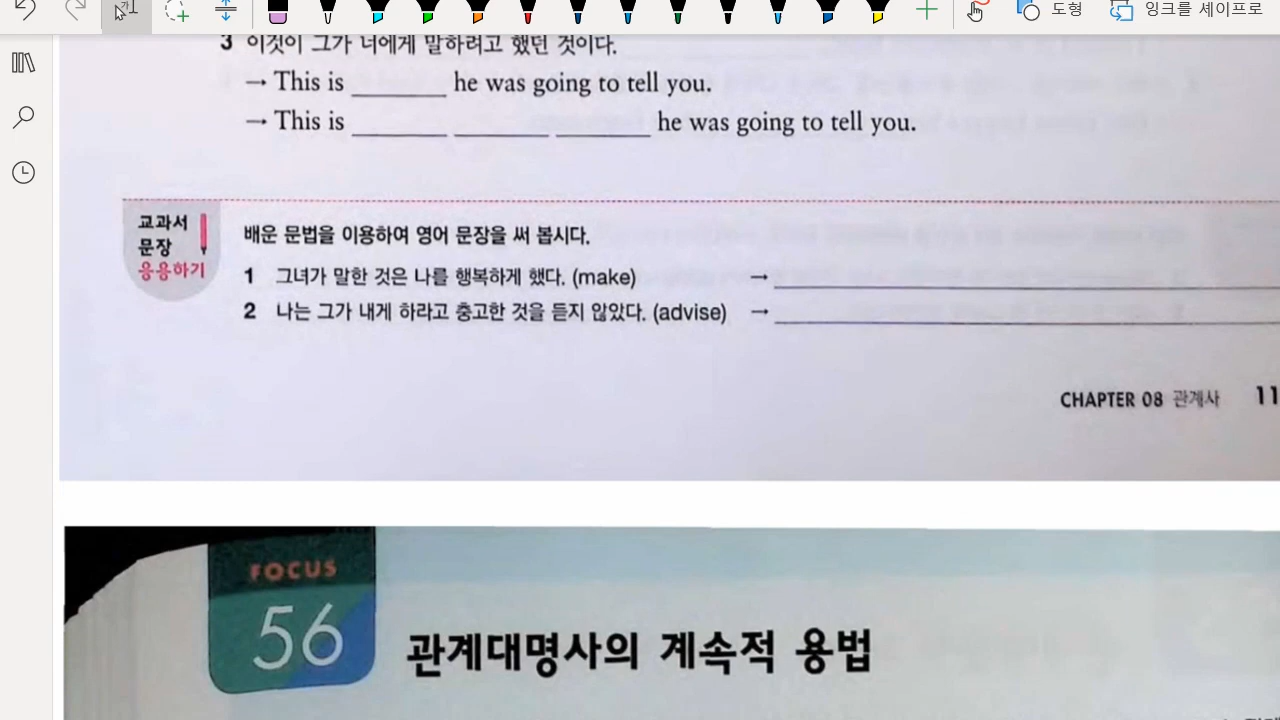 도형
잉크를 셰이프로
3 이것이 그가 너에게 말하려고 했던 것이다.
→ This is ______ he was going to tell you.
→ This is ______ ______ ______ he was going to tell you.
교과서
문장
응용하기
배운 문법을 이용하여 영어 문장을 써 봅시다.
1 그녀가 말한 것은 나를 행복하게 했다. (make) →
2 나는 그가 내게 하라고 충고한 것을 듣지 않았다. (advise) →
CHAPTER 08 관계사 11
FOCUS
56
관계대명사의 계속적 용법